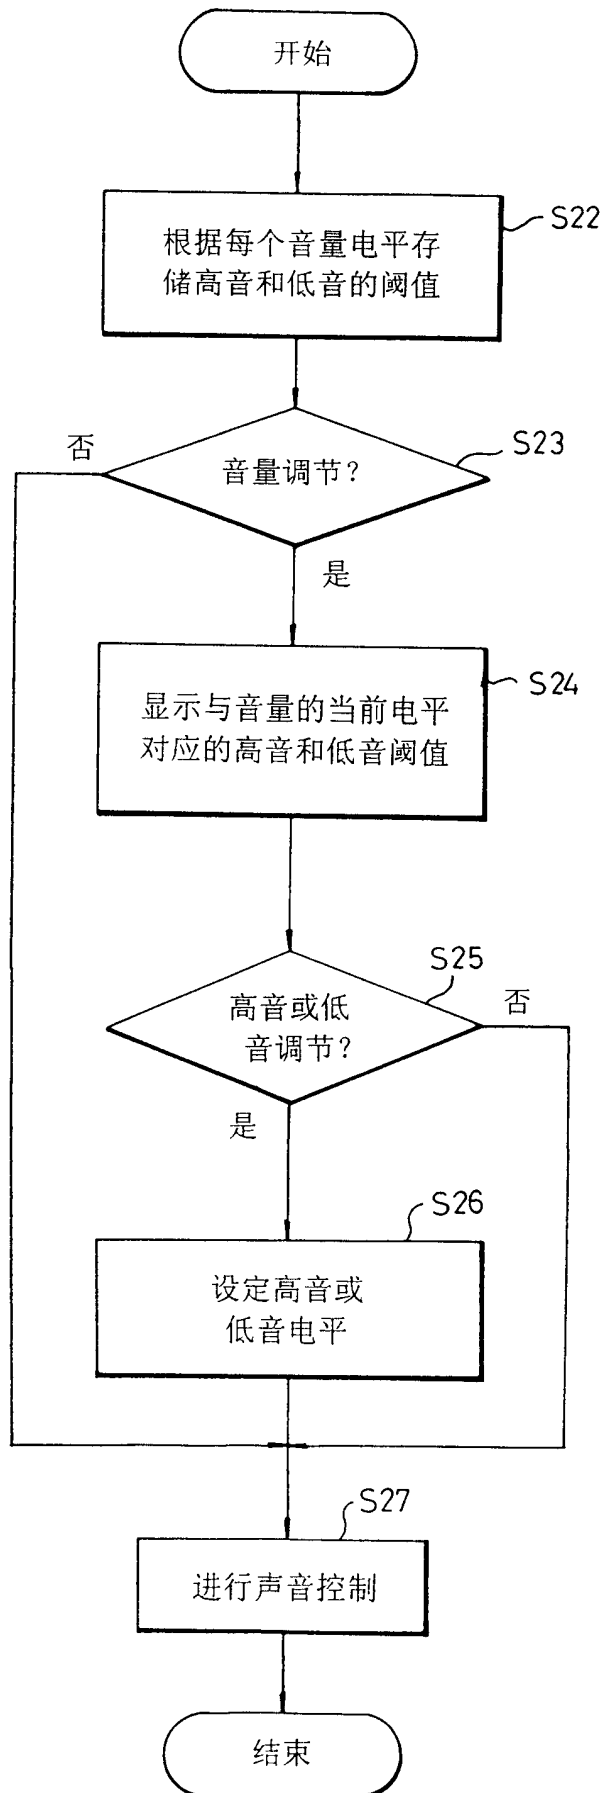 开始
S22
根据每个音量电平存
储高音和低音的阈值
否
S23
音量调节？
是
S24
显示与音量的当前电平
对应的高音和低音阈值
S25
高音或低
音调节？
否
是
S26
设定高音或
低音电平
S27
进行声音控制
结束